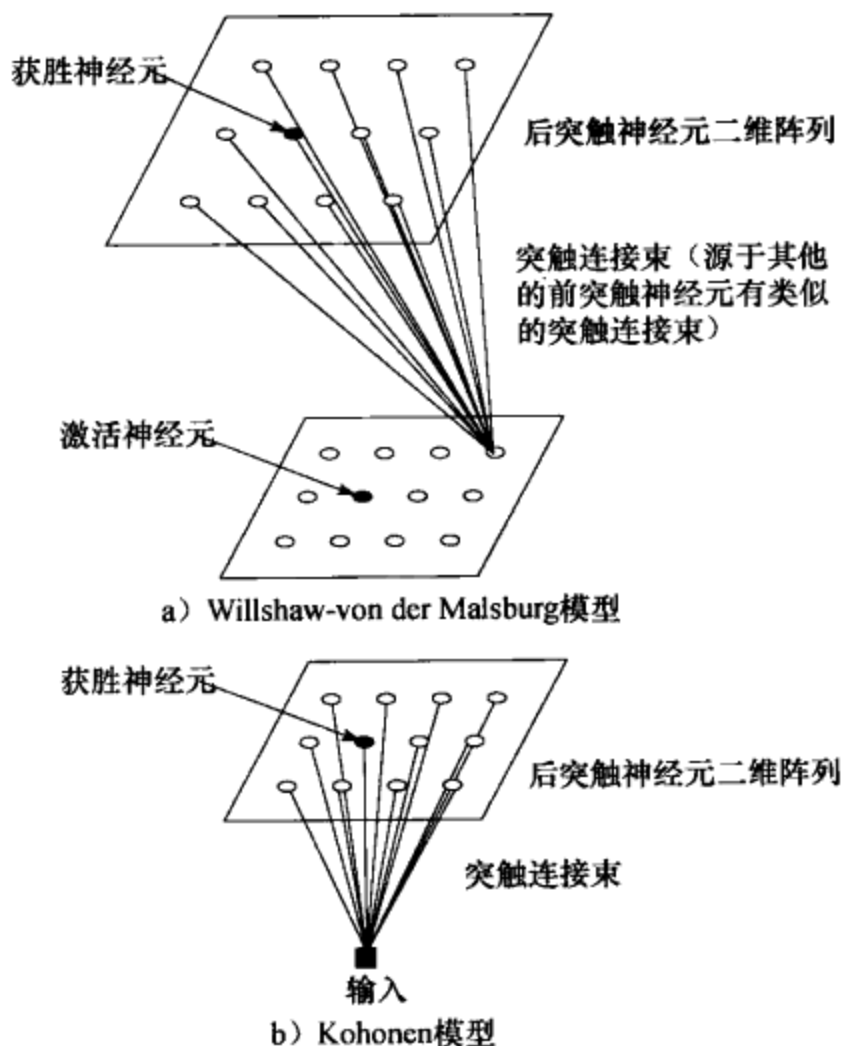 获胜神经元
后突触神经元二维阵列
突触连接束（源于其他
的前突触神经元有类似
的突触连接束）
激活神经元
a）Willshaw-von der Malsburg模型
获胜神经元
后突触神经元二维阵列
突触连接束
输入
b）Kohonen模型